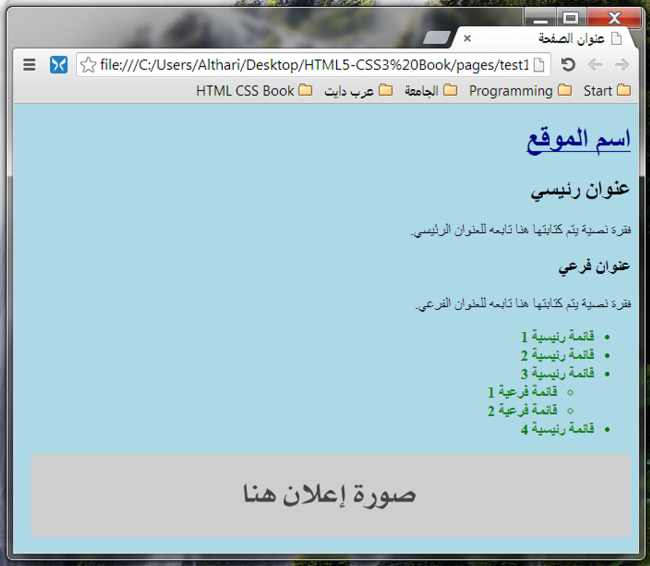 عنوان الصفحة
file:///C:/Users/Althari/Desktop/HTML5-CSS3%20Book/pages/test1
Start Programming الجامعة عرب دايت HTML CSS Book
اسم الموقع
عنوان رئيسي
فقرة نصية يتم كتابتها هنا تابعه للعنوان الرئيسي.
عنوان فرعي
فقرة نصية يتم كتابتها هنا تابعه للعنوان الفرعي.
قائمة رئيسية 1
قائمة رئيسية 2
قائمة رئيسية 3
قائمة فرعية 1
قائمة فرعية 2
قائمة رئيسية 4
صورة إعلان هنا